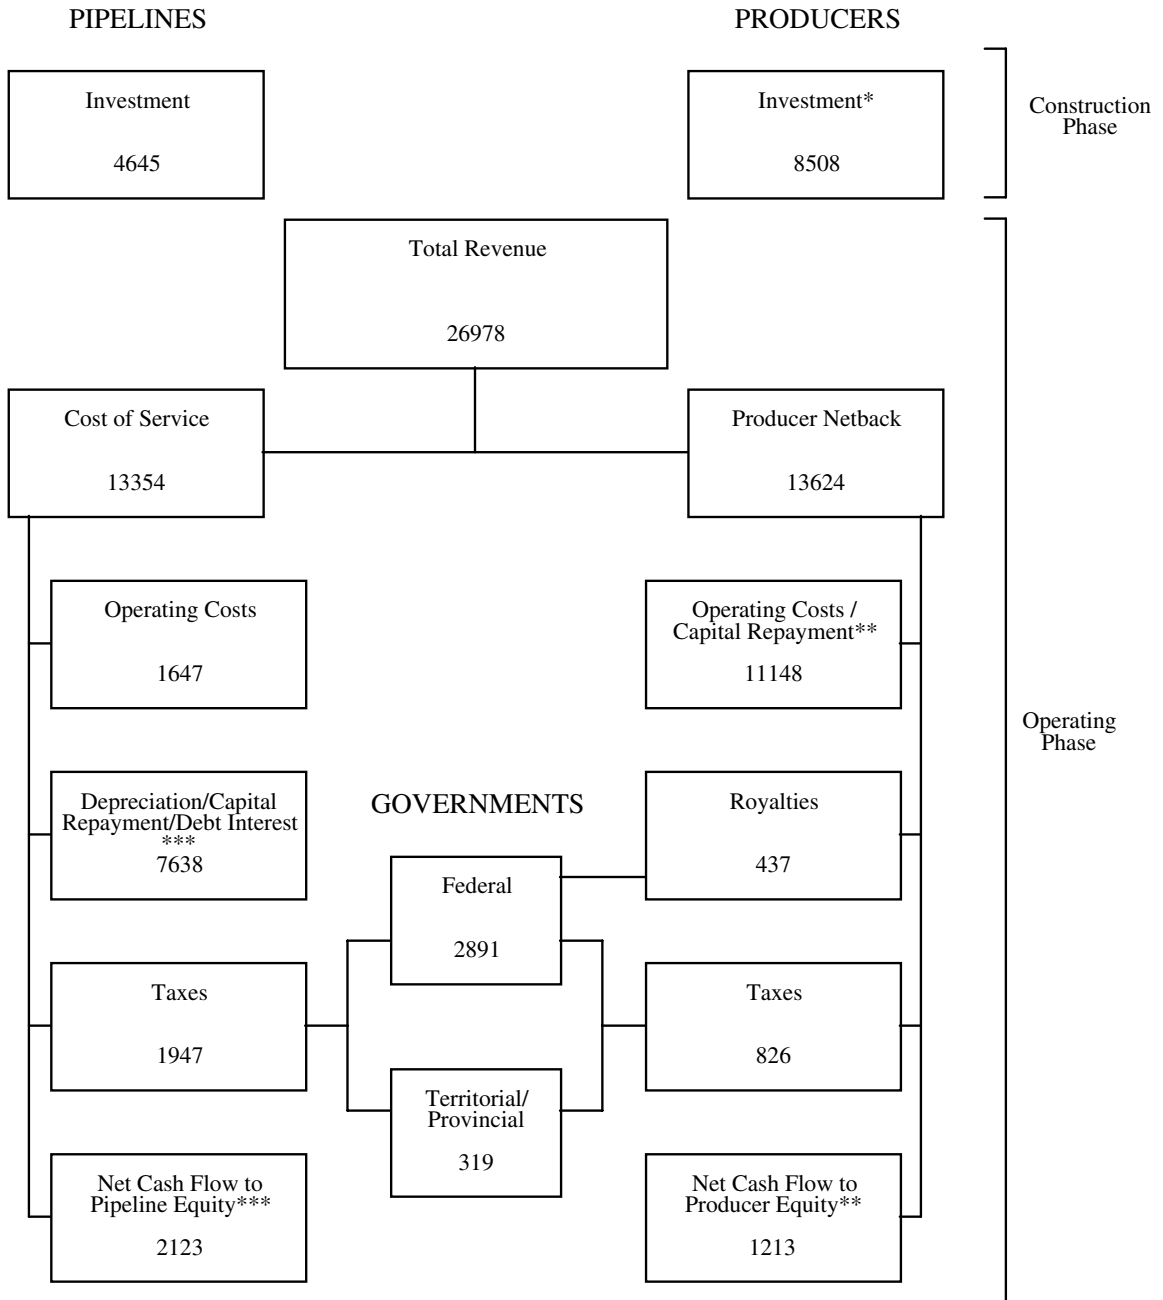 PIPELINES
PRODUCERS
Investment
4645
Investment*
8508
Construction
Phase
Total Revenue
26978
Cost of Service
13354
Producer Netback
13624
Operating Costs
1647
Operating Costs /
Capital Repayment**
11148
Operating
Phase
Depreciation/Capital
Repayment/Debt Interest
***
7638
GOVERNMENTS
Royalties
437
Federal
2891
Taxes
1947
Taxes
826
Territorial/
Provincial
319
Net Cash Flow to
Pipeline Equity***
2123
Net Cash Flow to
Producer Equity**
1213